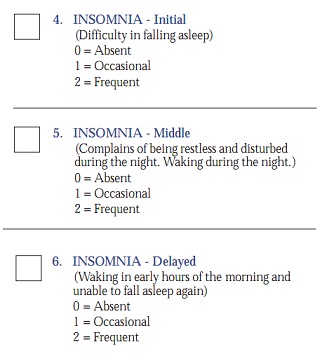 4. INSOMNIA - Initial
(Difficulty in falling asleep)
0 = Absent
1 = Occasional
2 = Frequent
5. INSOMNIA - Middle
(Complains of being restless and disturbed
during the night. Waking during the night.)
0 = Absent
1 = Occasional
2 = Frequent
6. INSOMNIA - Delayed
(Waking in early hours of the morning and
unable to fall asleep again)
0 = Absent
1 = Occasional
2 = Frequent